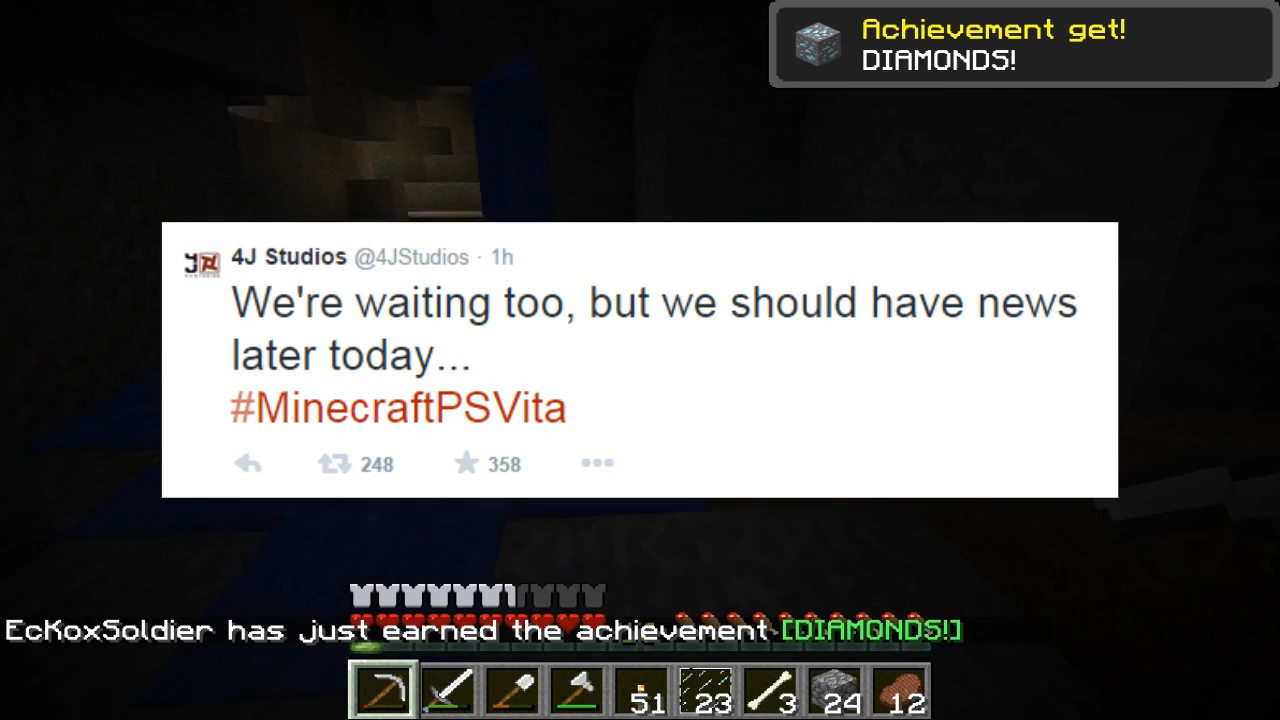 Achievement get!
DIAMONDS!
4J Studios @4JStudios · 1h
We're waiting too, but we should have news
later today...
#MinecraftPSVita
248 358
EcKoxSoldier has just earned the achievement [DIAMONDS!]
51 23 3 24 12